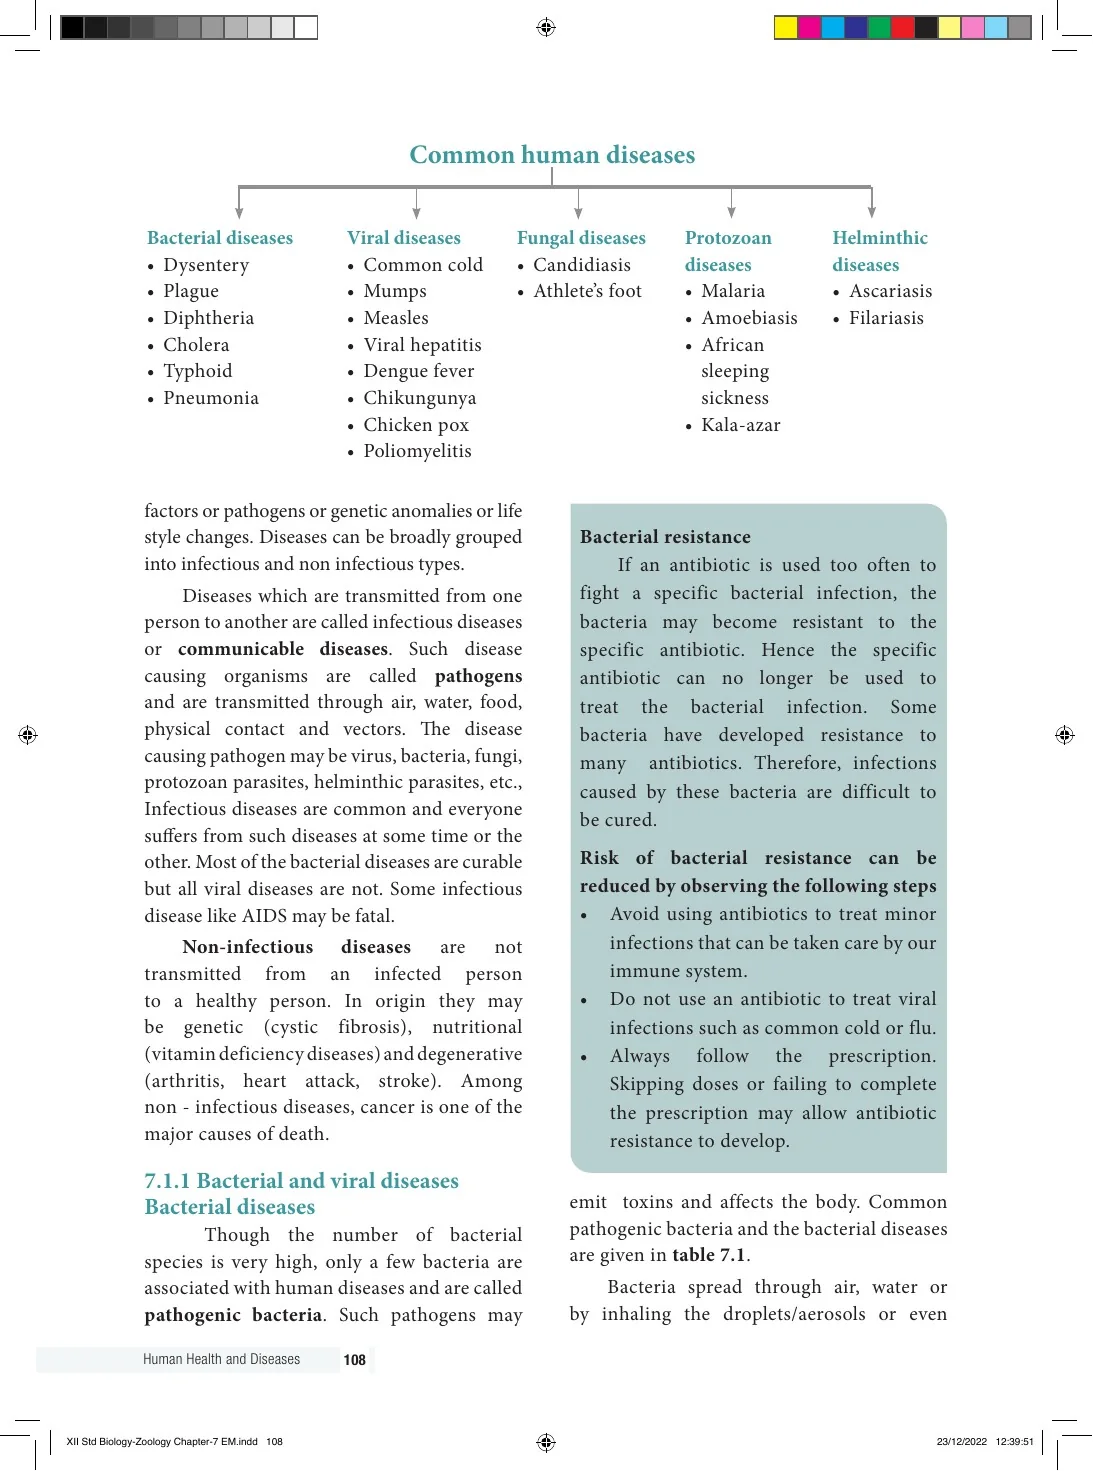 Common human diseases
Bacterial diseases
• Dysentery
• Plague
• Diphtheria
• Cholera
• Typhoid
• Pneumonia
Viral diseases
• Common cold
• Mumps
• Measles
• Viral hepatitis
• Dengue fever
• Chikungunya
• Chicken pox
• Poliomyelitis
Fungal diseases
• Candidiasis
• Athlete’s foot
Protozoan
diseases
• Malaria
• Amoebiasis
• African
sleeping
sickness
• Kala-azar
Helminthic
diseases
• Ascariasis
• Filariasis
factors or pathogens or genetic anomalies or life
style changes. Diseases can be broadly grouped
into infectious and non infectious types.
Diseases which are transmitted from one
person to another are called infectious diseases
or communicable diseases. Such disease
causing organisms are called pathogens
and are transmitted through air, water, food,
physical contact and vectors. The disease
causing pathogen may be virus, bacteria, fungi,
protozoan parasites, helminthic parasites, etc.,
Infectious diseases are common and everyone
suffers from such diseases at some time or the
other. Most of the bacterial diseases are curable
but all viral diseases are not. Some infectious
disease like AIDS may be fatal.
Non-infectious diseases are not
transmitted from an infected person
to a healthy person. In origin they may
be genetic (cystic fibrosis), nutritional
(vitamin deficiency diseases) and degenerative
(arthritis, heart attack, stroke). Among
non - infectious diseases, cancer is one of the
major causes of death.
7.1.1 Bacterial and viral diseases
Bacterial diseases
Though the number of bacterial
species is very high, only a few bacteria are
associated with human diseases and are called
pathogenic bacteria. Such pathogens may
Bacterial resistance
If an antibiotic is used too often to
fight a specific bacterial infection, the
bacteria may become resistant to the
specific antibiotic. Hence the specific
antibiotic can no longer be used to
treat the bacterial infection. Some
bacteria have developed resistance to
many antibiotics. Therefore, infections
caused by these bacteria are difficult to
be cured.
Risk of bacterial resistance can be
reduced by observing the following steps
• Avoid using antibiotics to treat minor
infections that can be taken care by our
immune system.
• Do not use an antibiotic to treat viral
infections such as common cold or flu.
• Always follow the prescription.
Skipping doses or failing to complete
the prescription may allow antibiotic
resistance to develop.
emit toxins and affects the body. Common
pathogenic bacteria and the bacterial diseases
are given in table 7.1.
Bacteria spread through air, water or
by inhaling the droplets/aerosols or even
Human Health and Diseases 108
XII Std Biology-Zoology Chapter-7 EM.indd 108
23/12/2022 12:39:51